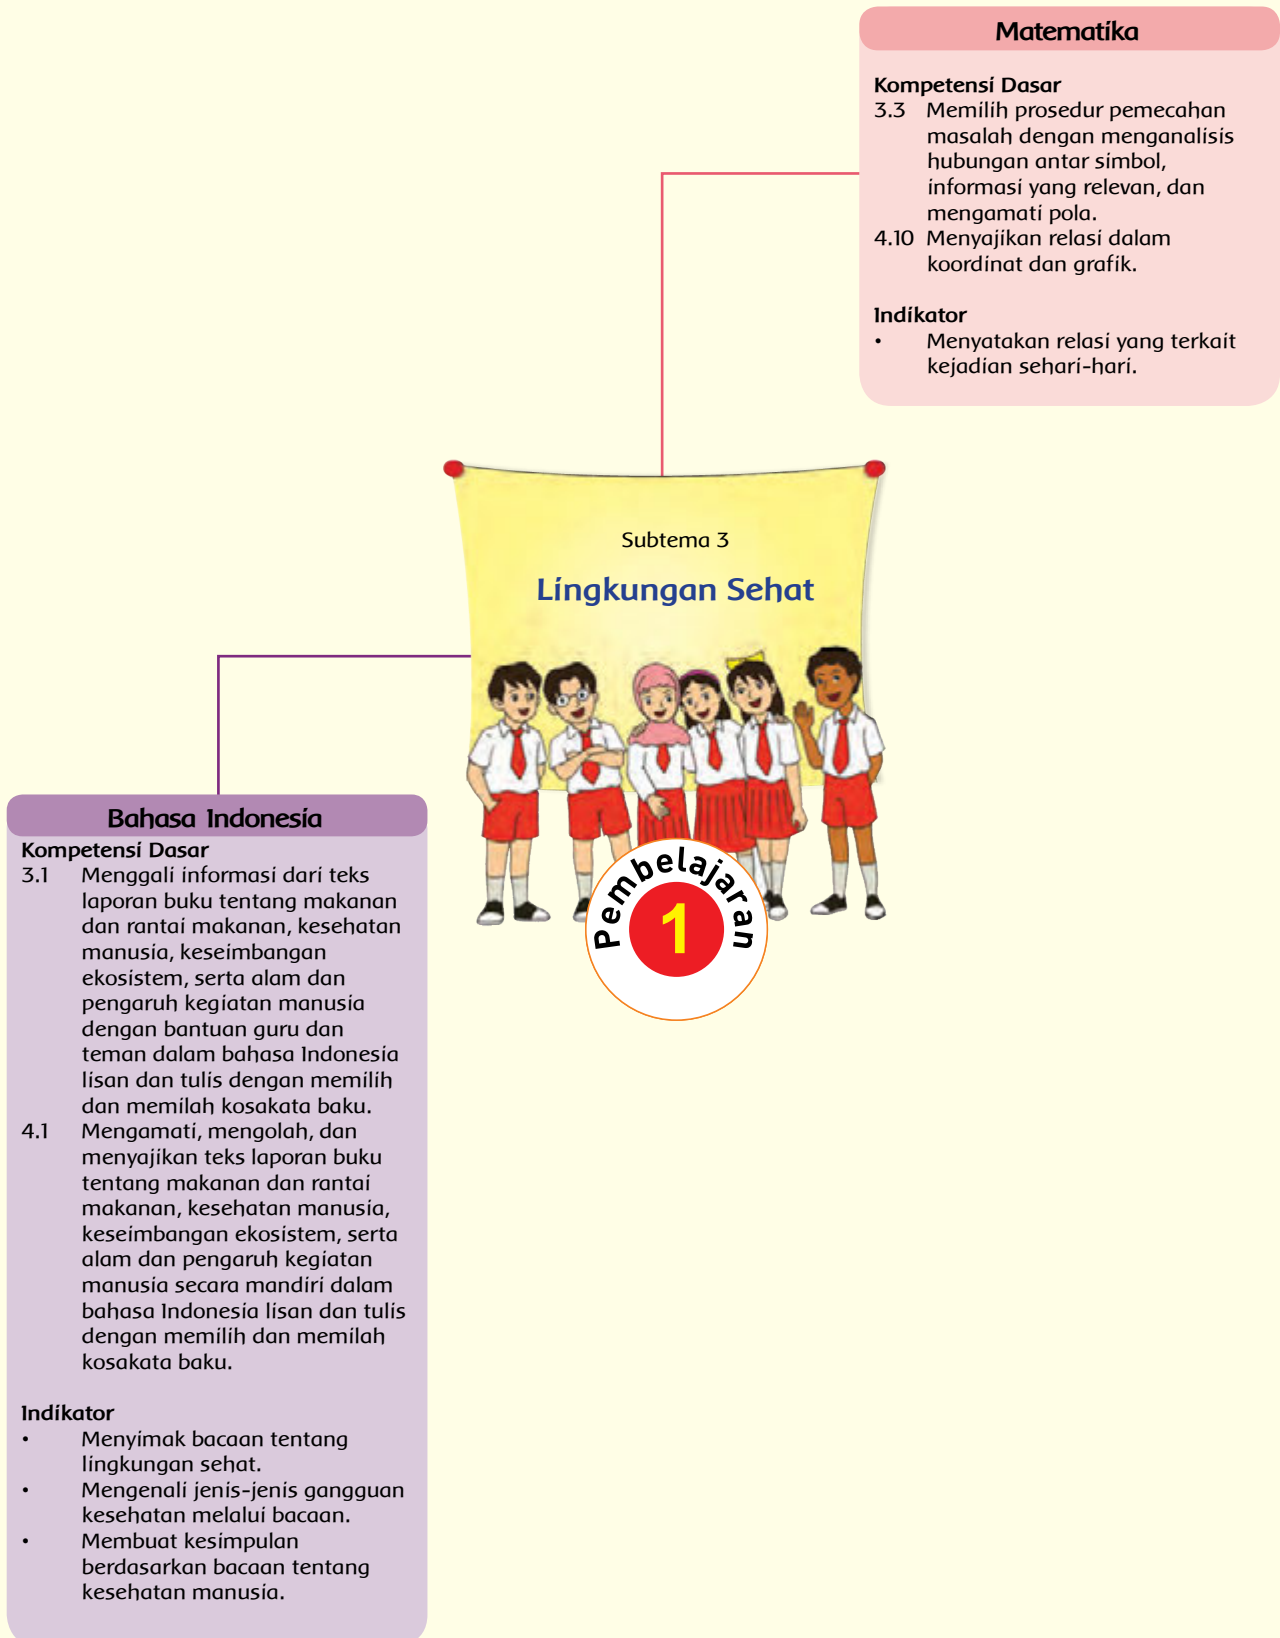 Matematika
Kompetensi Dasar
3.3 Memilih prosedur pemecahan
masalah dengan menganalisis
hubungan antar simbol,
informasi yang relevan, dan
mengamati pola.
4.10 Menyajikan relasi dalam
koordinat dan grafik.
Indikator
• Menyatakan relasi yang terkait
kejadian sehari-hari.
Subtema 3
Lingkungan Sehat
Pembelajaran
1
Bahasa Indonesia
Kompetensi Dasar
3.1 Menggali informasi dari teks
laporan buku tentang makanan
dan rantai makanan, kesehatan
manusia, keseimbangan
ekosistem, serta alam dan
pengaruh kegiatan manusia
dengan bantuan guru dan
teman dalam bahasa Indonesia
lisan dan tulis dengan memilih
dan memilah kosakata baku.
4.1 Mengamati, mengolah, dan
menyajikan teks laporan buku
tentang makanan dan rantai
makanan, kesehatan manusia,
keseimbangan ekosistem, serta
alam dan pengaruh kegiatan
manusia secara mandiri dalam
bahasa Indonesia lisan dan tulis
dengan memilih dan memilah
kosakata baku.
Indikator
• Menyimak bacaan tentang
lingkungan sehat.
• Mengenali jenis-jenis gangguan
kesehatan melalui bacaan.
• Membuat kesimpulan
berdasarkan bacaan tentang
kesehatan manusia.